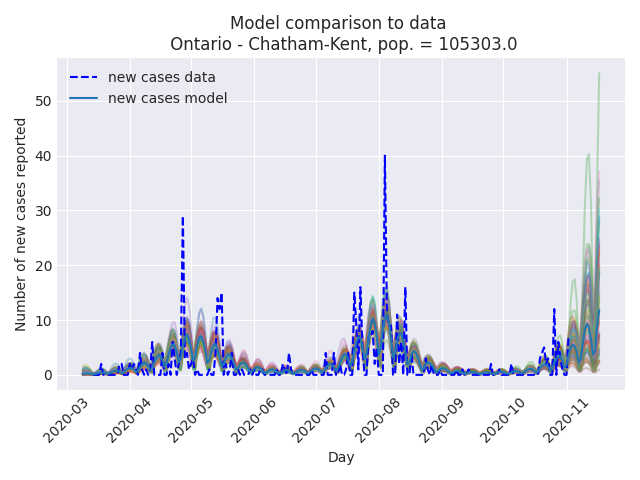 Model comparison to data
Ontario - Chatham-Kent, pop. = 105303.0
new cases data
new cases model
Number of new cases reported
50
40
30
20
10
0
2020-03
2020-04
2020-05
2020-06
2020-07
2020-08
2020-09
2020-10
2020-11
Day